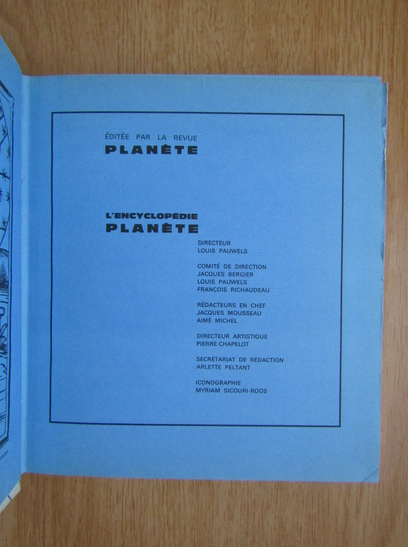 ÉDITÉE PAR LA REVUE
PLANÈTE
L'ENCYCLOPÉDIE
PLANÈTE
DIRECTEUR
LOUIS PAUWELS
COMITÉ DE DIRECTION
JACQUES BERGIER
LOUIS PAUWELS
FRANÇOIS RICHAUDEAU
RÉDACTEURS EN CHEF
JACQUES MOUSSEAU
AIMÉ MICHEL
DIRECTEUR ARTISTIQUE
PIERRE CHAPELOT
SECRÉTARIAT DE RÉDACTION
ARLETTE PELTANT
ICONOGRAPHIE
MYRIAM SICOURI-ROOS